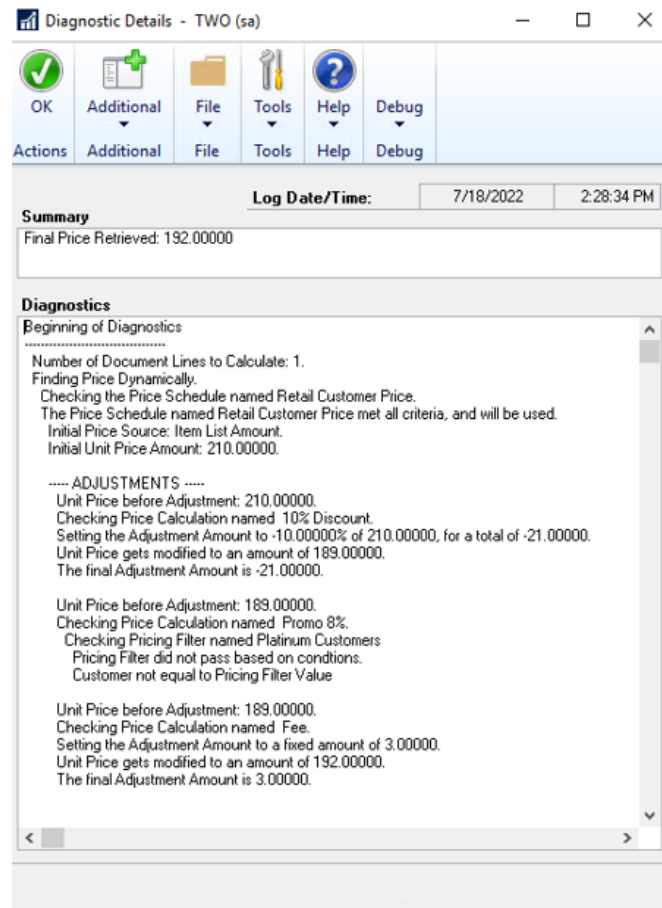 Diagnostic Details - TWO (sa)
OK Additional File Tools Help Debug
Actions Additional File Tools Help Debug
Log Date/Time: 7/18/2022 2:28:34 PM
Summary
Final Price Retrieved: 192.00000
Diagnostics
Beginning of Diagnostics
------------------------------------
Number of Document Lines to Calculate: 1.
Finding Price Dynamically.
Checking the Price Schedule named Retail Customer Price.
The Price Schedule named Retail Customer Price met all criteria, and will be used.
Initial Price Source: Item List Amount.
Initial Unit Price Amount: 210.00000.
----- ADJUSTMENTS -----
Unit Price before Adjustment: 210.00000.
Checking Price Calculation named 10% Discount.
Setting the Adjustment Amount to -10.00000% of 210.00000, for a total of -21.00000.
Unit Price gets modified to an amount of 189.00000.
The final Adjustment Amount is -21.00000.
Unit Price before Adjustment: 189.00000.
Checking Price Calculation named Promo 8%.
Checking Pricing Filter named Platinum Customers
Pricing Filter did not pass based on condtions.
Customer not equal to Pricing Filter Value
Unit Price before Adjustment: 189.00000.
Checking Price Calculation named Fee.
Setting the Adjustment Amount to a fixed amount of 3.00000.
Unit Price gets modified to an amount of 192.00000.
The final Adjustment Amount is 3.00000.